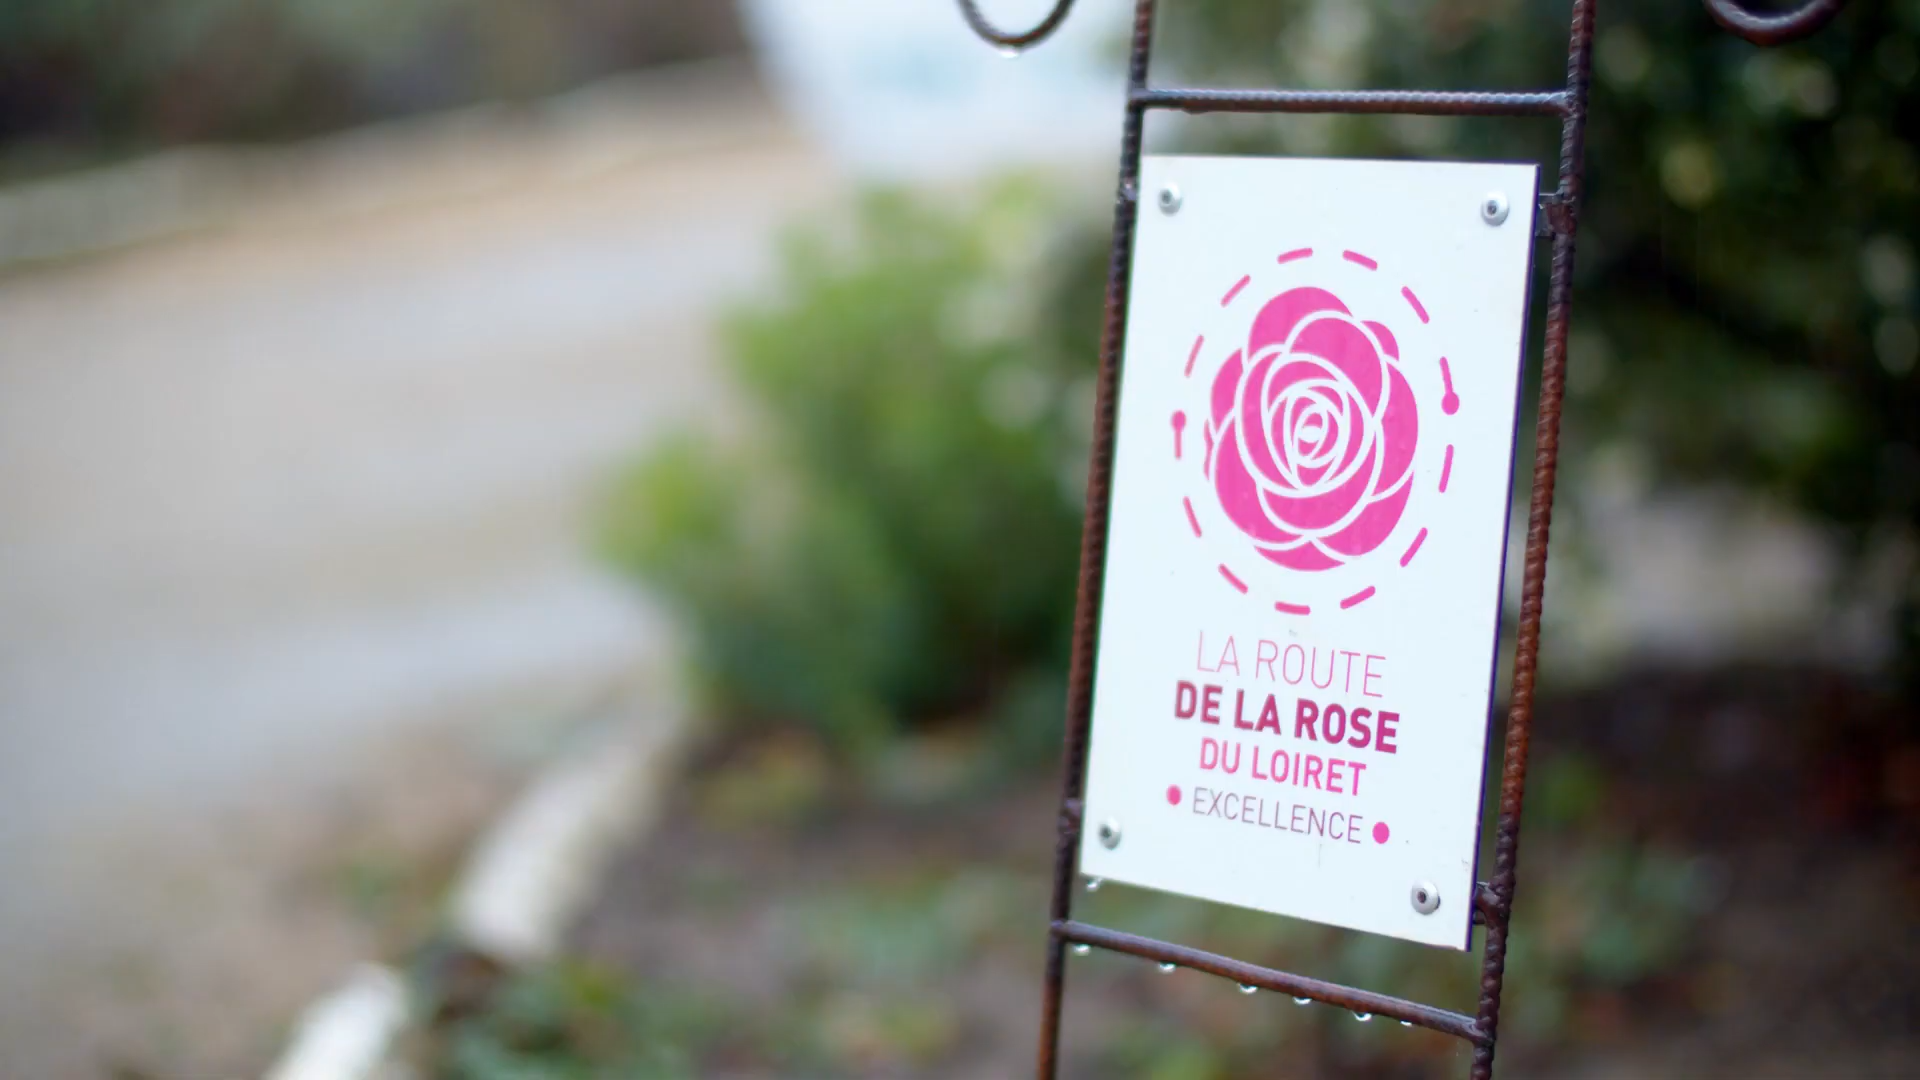 LA ROUTE
DE LA ROSE
DU LOIRET
• EXCELLENCE •